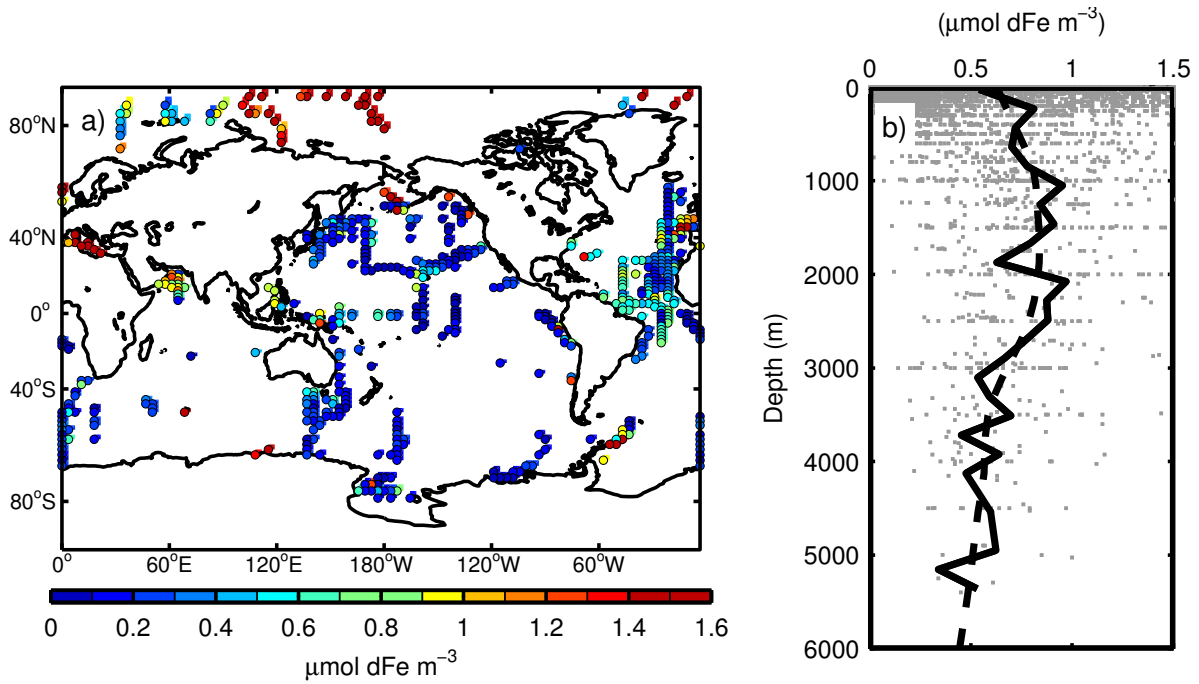 a)
80°N
40°N
0°
40°S
80°S
0° 60°E 120°E 180°W 120°W 60°W
0 0.2 0.4 0.6 0.8 1 1.2 1.4 1.6
μmol dFe m⁻³
(μmol dFe m⁻³)
0 0.5 1 1.5
b)
0
1000
2000
3000
4000
5000
6000
Depth (m)